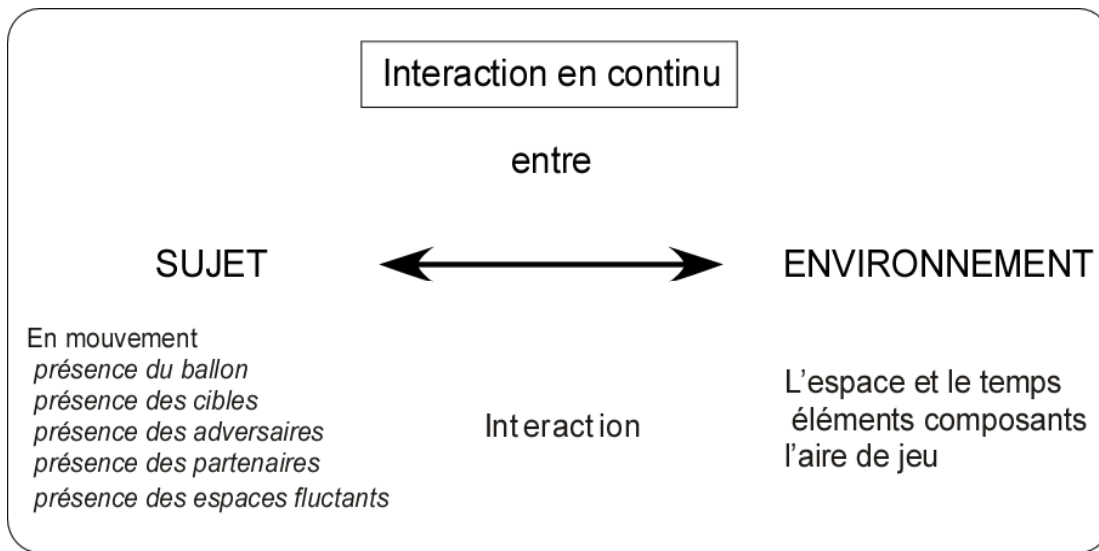 Interaction en continu
entre
SUJET
ENVIRONNEMENT
En mouvement
présence du ballon
présence des cibles
présence des adversaires
présence des partenaires
présence des espaces fluctants
Interaction
L'espace et le temps
éléments composants
l'aire de jeu